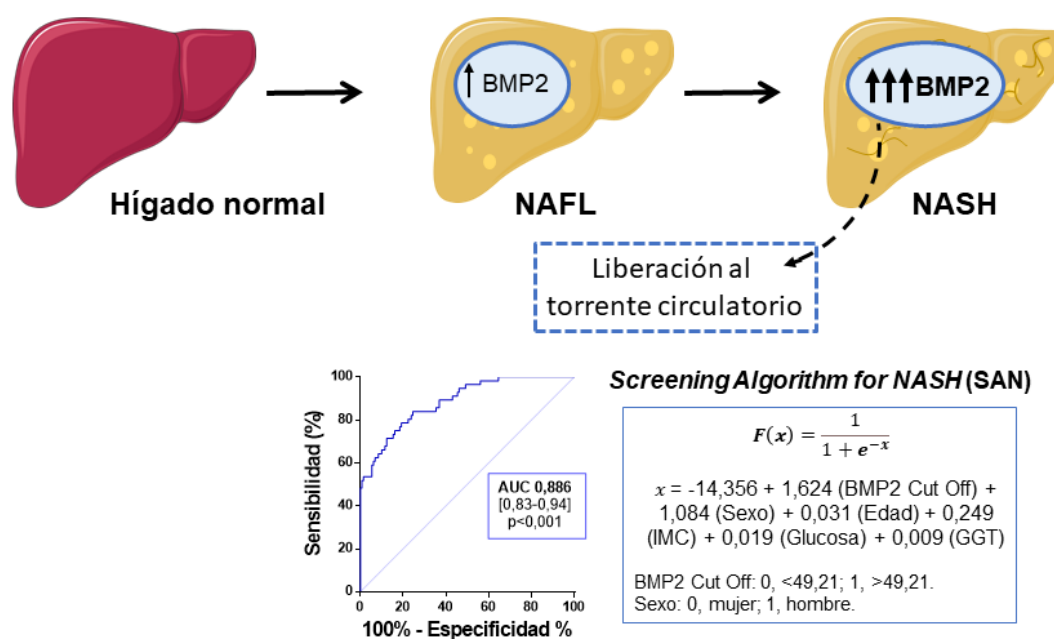 BMP2
BMP2
Hígado normal
NAFL
NASH
Liberación al
torrente circulatorio
Screening Algorithm for NASH (SAN)
Sensibilidad (%)
100
80
60
40
20
0
0 20 40 60 80 100
100% - Especificidad %
AUC 0,886
[0,83-0,94]
p<0,001
F(x) = 1 / (1 + e^-x)
x = -14,356 + 1,624 (BMP2 Cut Off) +
1,084 (Sexo) + 0,031 (Edad) + 0,249
(IMC) + 0,019 (Glucosa) + 0,009 (GGT)
BMP2 Cut Off: 0, <49,21; 1, >49,21.
Sexo: 0, mujer; 1, hombre.